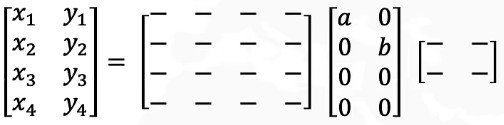 [x₁ y₁] = [– – – –] [a 0]
[x₂ y₂] [– – – –] [0 b] [– –]
[x₃ y₃] [– – – –] [0 0] [– –]
[x₄ y₄] [– – – –] [0 0]